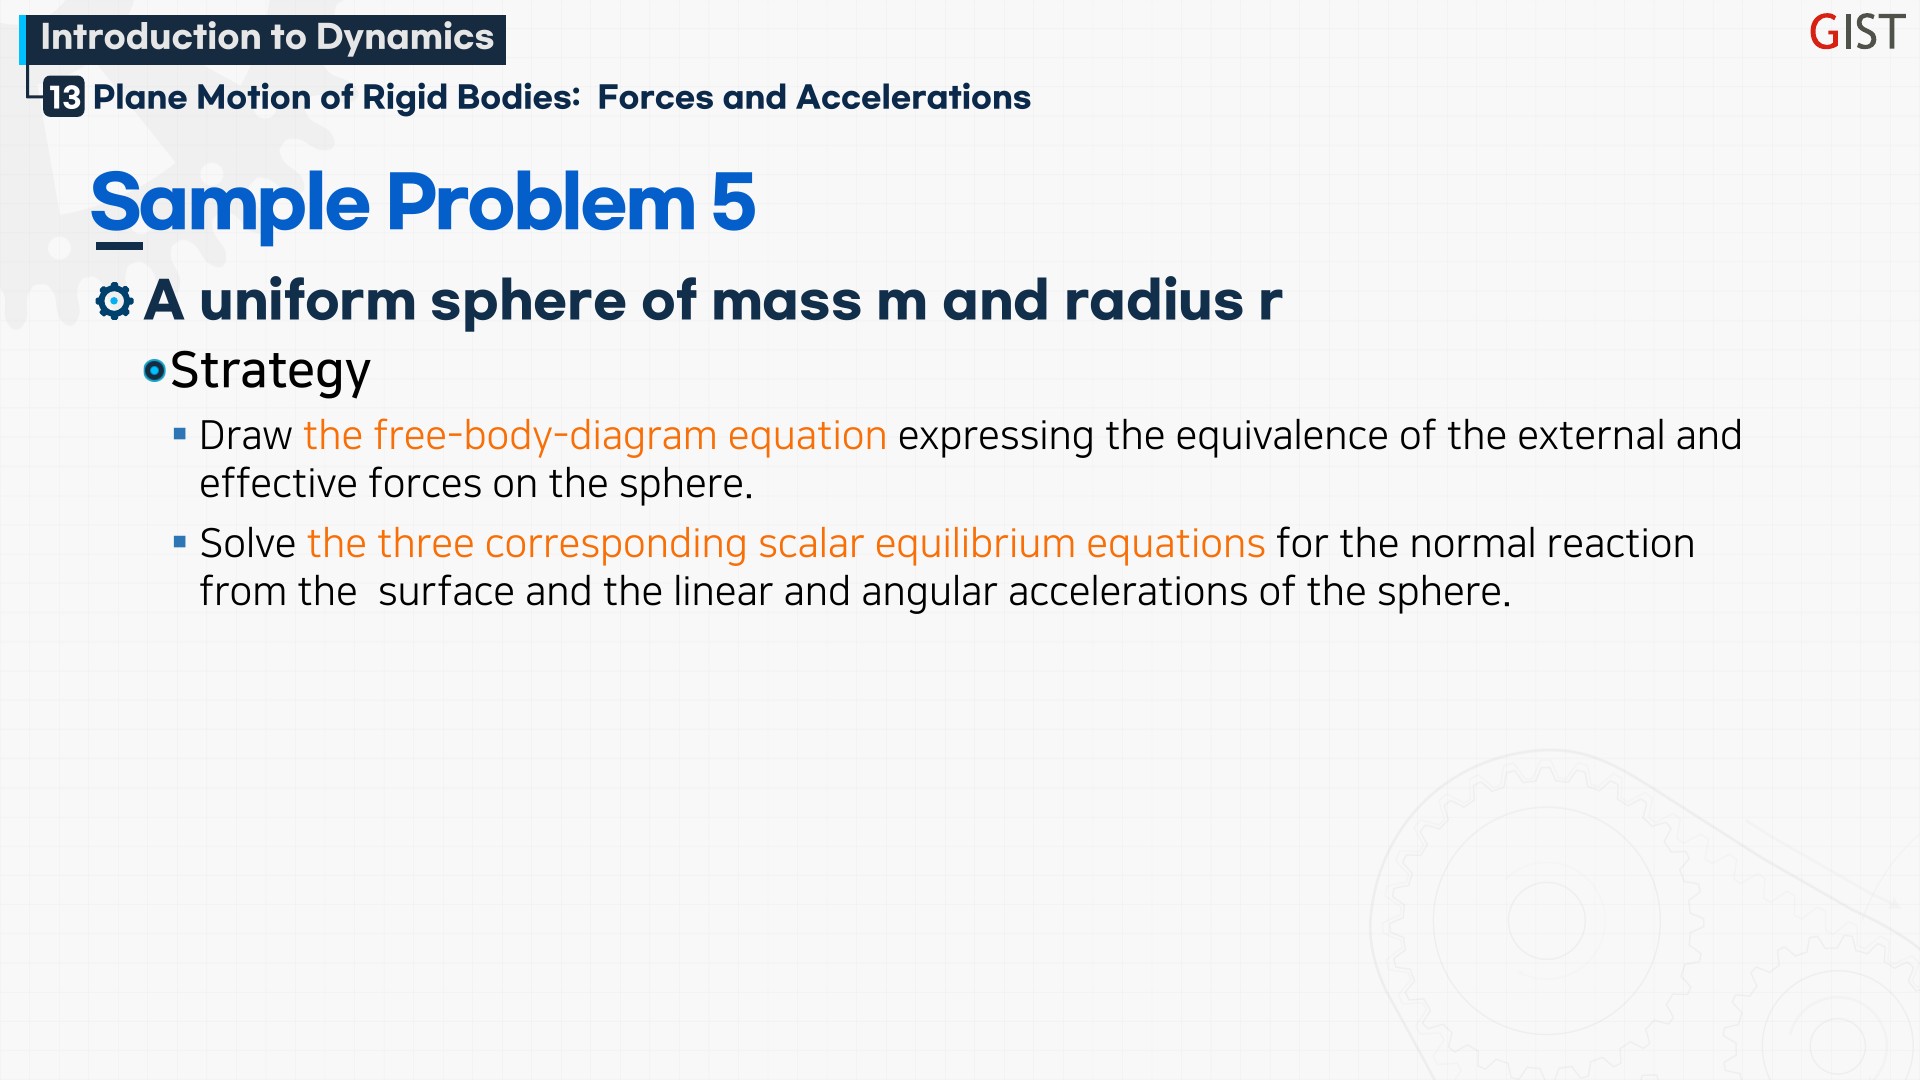 Introduction to Dynamics
GIST
13 Plane Motion of Rigid Bodies:  Forces and Accelerations
Sample Problem 5
A uniform sphere of mass m and radius r
Strategy
Draw the free-body-diagram equation expressing the equivalence of the external and
effective forces on the sphere.
Solve the three corresponding scalar equilibrium equations for the normal reaction
from the  surface and the linear and angular accelerations of the sphere.